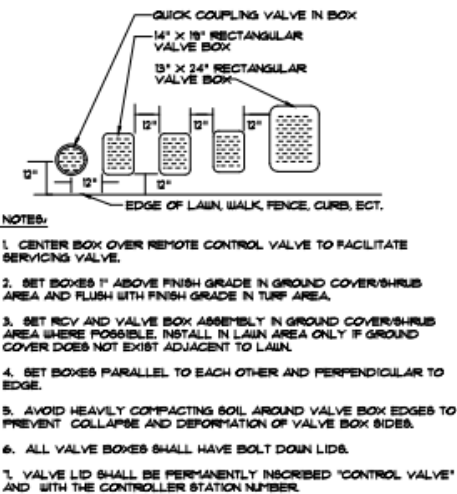 QUICK COUPLING VALVE IN BOX
14" X 19" RECTANGULAR
VALVE BOX
13" X 24" RECTANGULAR
VALVE BOX
12" 12" 12"
12" 12" 12"
EDGE OF LAWN, WALK, FENCE, CURB, ECT.
NOTES:
1. CENTER BOX OVER REMOTE CONTROL VALVE TO FACILITATE
SERVICING VALVE.
2. SET BOXES 1" ABOVE FINISH GRADE IN GROUND COVER/SHRUB
AREA AND FLUSH WITH FINISH GRADE IN TURF AREA.
3. SET RCV AND VALVE BOX ASSEMBLY IN GROUND COVER/SHRUB
AREA WHERE POSSIBLE. INSTALL IN LAWN AREA ONLY IF GROUND
COVER DOES NOT EXIST ADJACENT TO LAWN.
4. SET BOXES PARALLEL TO EACH OTHER AND PERPENDICULAR TO
EDGE.
5. AVOID HEAVILY COMPACTING SOIL AROUND VALVE BOX EDGES TO
PREVENT COLLAPSE AND DEFORMATION OF VALVE BOX SIDES.
6. ALL VALVE BOXES SHALL HAVE BOLT DOWN LIDS.
7. VALVE LID SHALL BE PERMANENTLY INSCRIBED "CONTROL VALVE"
AND WITH THE CONTROLLER STATION NUMBER.